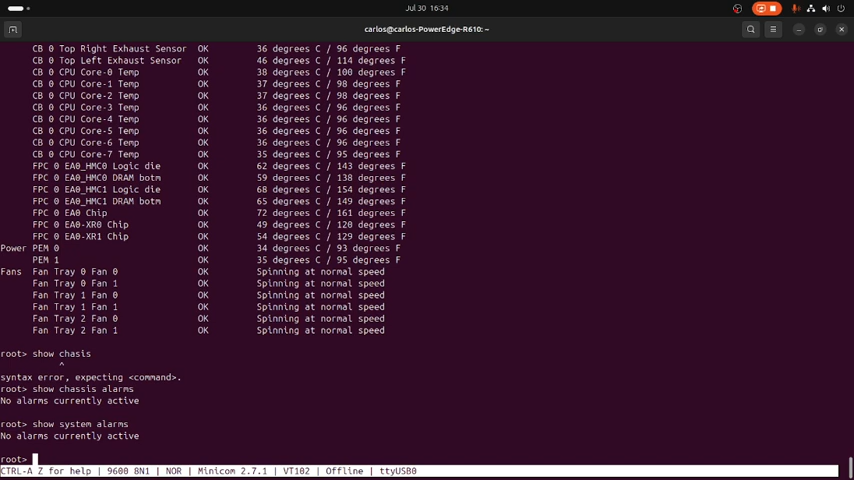 Jul 30 16:34
carlos@carlos-PowerEdge-R610: ~
CB 0 Top Right Exhaust Sensor OK 36 degrees C / 96 degrees F
CB 0 Top Left Exhaust Sensor OK 46 degrees C / 114 degrees F
CB 0 CPU Core-0 Temp OK 38 degrees C / 100 degrees F
CB 0 CPU Core-1 Temp OK 37 degrees C / 98 degrees F
CB 0 CPU Core-2 Temp OK 37 degrees C / 98 degrees F
CB 0 CPU Core-3 Temp OK 36 degrees C / 96 degrees F
CB 0 CPU Core-4 Temp OK 36 degrees C / 96 degrees F
CB 0 CPU Core-5 Temp OK 36 degrees C / 96 degrees F
CB 0 CPU Core-6 Temp OK 36 degrees C / 96 degrees F
CB 0 CPU Core-7 Temp OK 35 degrees C / 95 degrees F
FPC 0 EA0_HMC0 Logic die OK 62 degrees C / 143 degrees F
FPC 0 EA0_HMC0 DRAM botm OK 59 degrees C / 138 degrees F
FPC 0 EA0_HMC1 Logic die OK 68 degrees C / 154 degrees F
FPC 0 EA0_HMC1 DRAM botm OK 65 degrees C / 149 degrees F
FPC 0 EA0 Chip OK 72 degrees C / 161 degrees F
FPC 0 EA0-XR0 Chip OK 49 degrees C / 120 degrees F
FPC 0 EA0-XR1 Chip OK 54 degrees C / 129 degrees F
Power PEM 0 OK 34 degrees C / 93 degrees F
PEM 1 OK 35 degrees C / 95 degrees F
Fans Fan Tray 0 Fan 0 OK Spinning at normal speed
Fan Tray 0 Fan 1 OK Spinning at normal speed
Fan Tray 1 Fan 0 OK Spinning at normal speed
Fan Tray 1 Fan 1 OK Spinning at normal speed
Fan Tray 2 Fan 0 OK Spinning at normal speed
Fan Tray 2 Fan 1 OK Spinning at normal speed
root> show chasis
^
syntax error, expecting <command>.
root> show chassis alarms
No alarms currently active
root> show system alarms
No alarms currently active
root>
CTRL-A Z for help | 9600 8N1 | NOR | Minicom 2.7.1 | VT102 | Offline | ttyUSB0